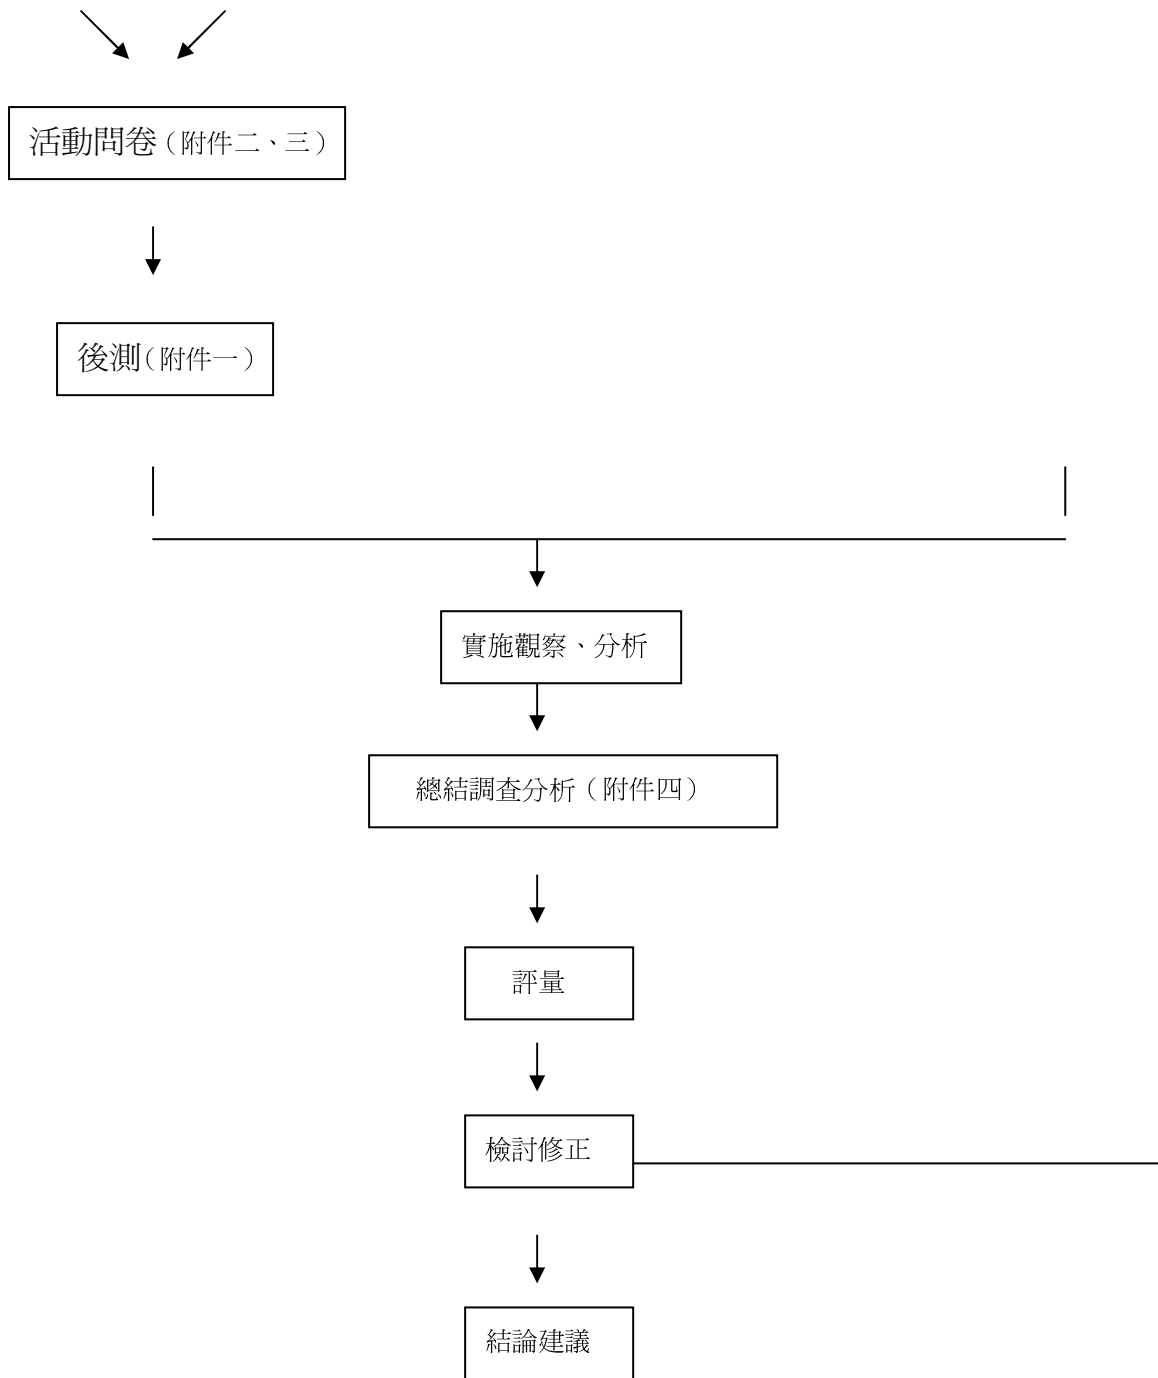 活動問卷（附件二、三）
後測（附件一）
實施觀察、分析
總結調查分析（附件四）
評量
檢討修正
結論建議